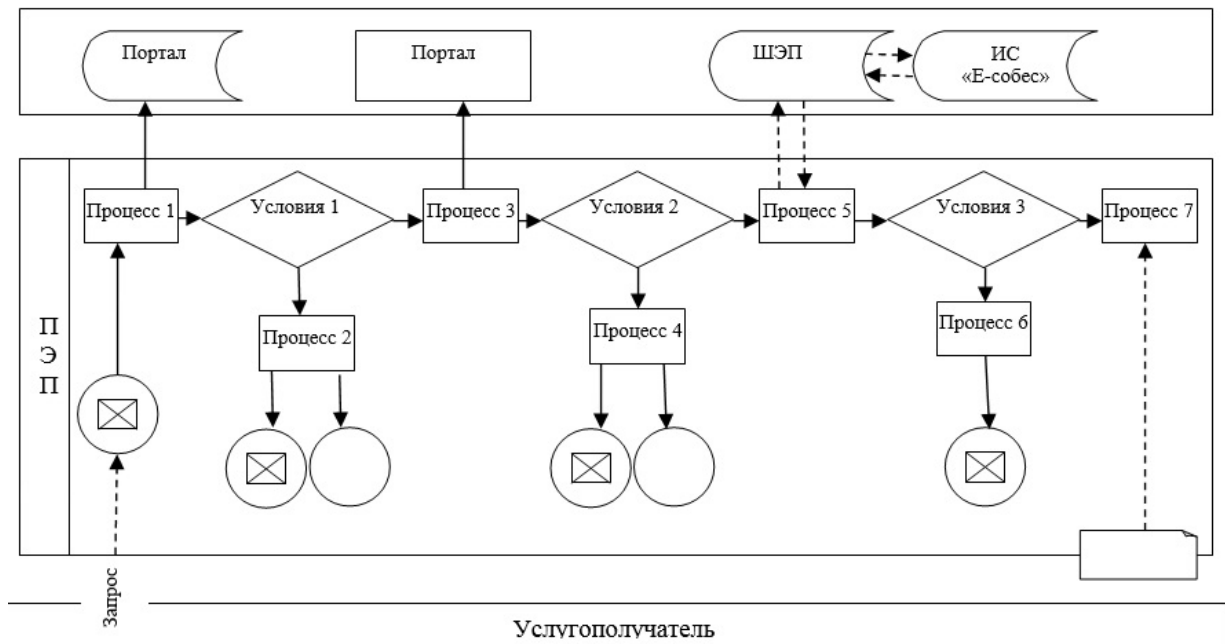 Портал
Портал
ШЭП
ИС
«Е-собес»
Процесс 1
Условия 1
Процесс 3
Условия 2
Процесс 5
Условия 3
Процесс 7
Процесс 2
Процесс 4
Процесс 6
ПЭП
Запрос
Услугополучатель